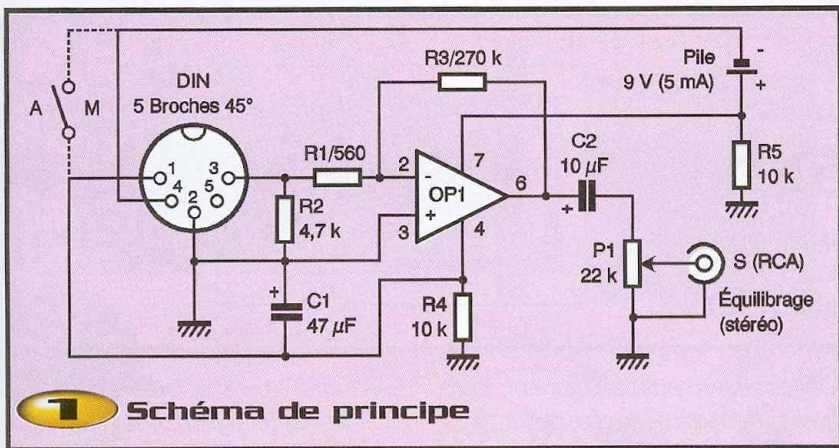 R3/270 k
Pile
9 V (5 mA)
-
+
DIN
5 Broches 45°
A
M
1
3
4
5
2
R1/560
R2
4,7 k
2
-
7
OP1
6
+
3
4
C2
10 µF
+
R5
10 k
P1
22 k
S (RCA)
Équilibrage
(stéréo)
+
C1
47 µF
R4
10 k
1 Schéma de principe